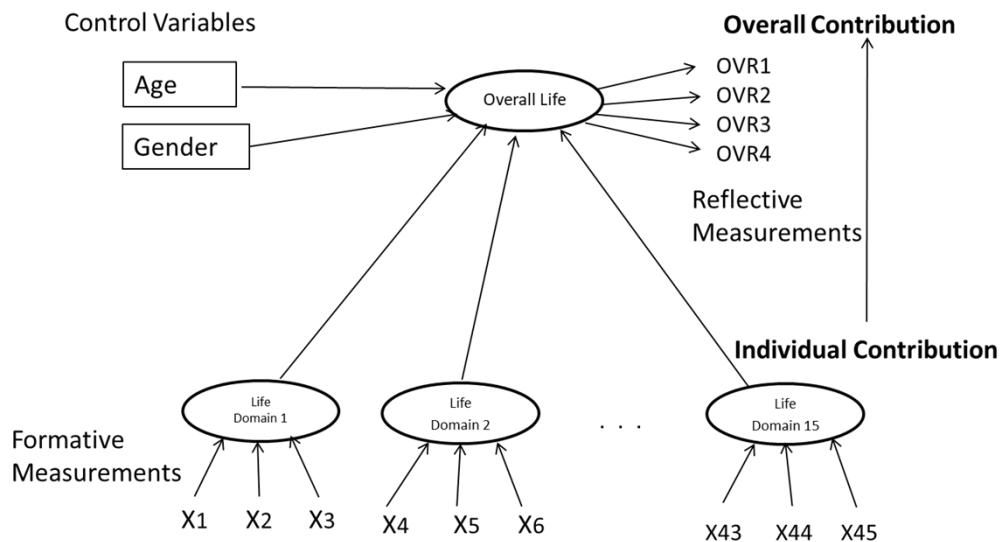 Control Variables
Overall Contribution
Age
Gender
Overall Life
OVR1
OVR2
OVR3
OVR4
Reflective
Measurements
Individual Contribution
Life
Domain 1
Life
Domain 2
. . .
Life
Domain 15
Formative
Measurements
X1 X2 X3 X4 X5 X6 X43 X44 X45